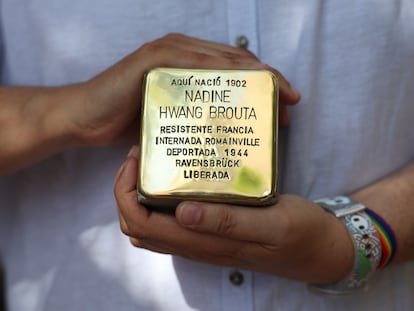 AQUÍ NACIÓ 1902
NADINE
HWANG BROUTA
RESISTENTE FRANCIA
INTERNADA ROMAINVILLE
DEPORTADA 1944
RAVENSBRÜCK
LIBERADA